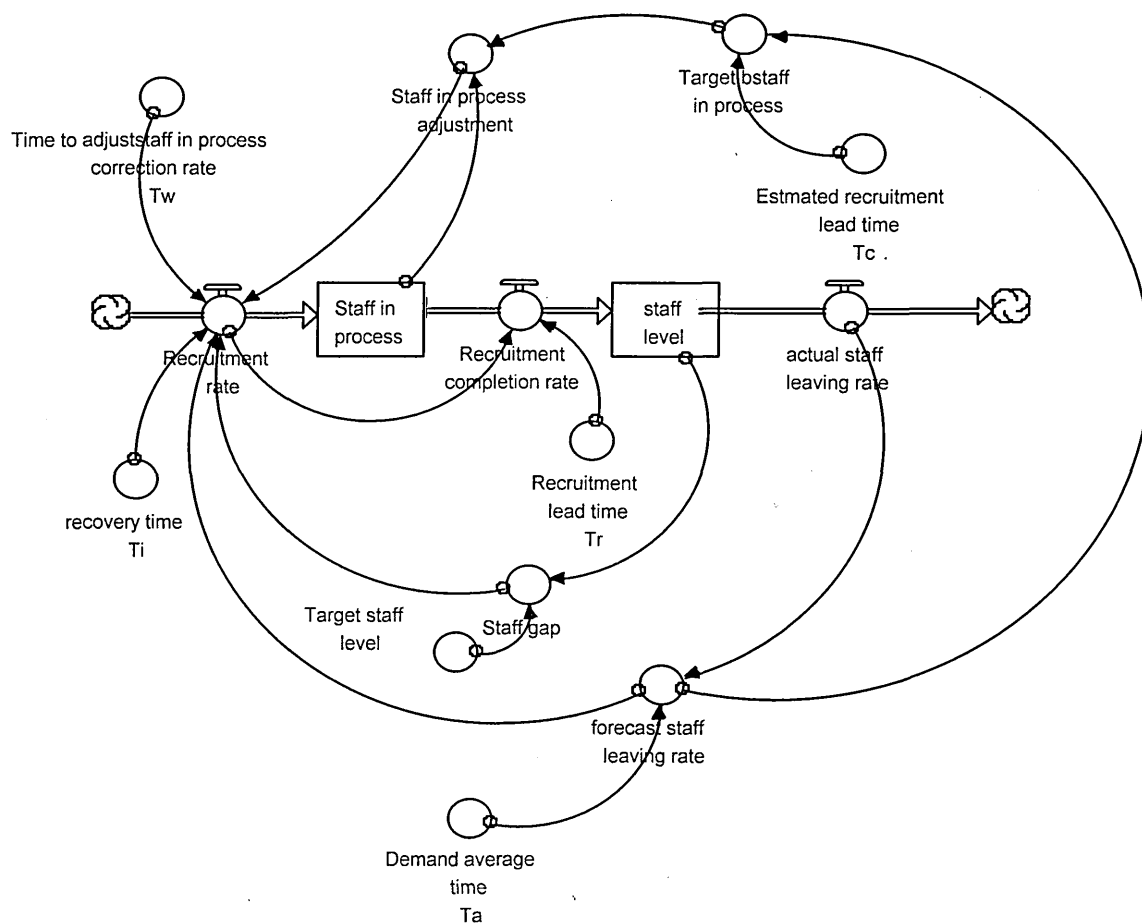 Target bstaff
in process
Staff in process
adjustment
Time to adjuststaff in process
correction rate
Tw
Estmated recruitment
lead time
Tc .
Staff in
process
staff
level
Recruitment
rate
Recruitment
completion rate
actual staff
leaving rate
recovery time
Ti
Recruitment
lead time
Tr
Target staff
level
Staff gap
forecast staff
leaving rate
Demand average
time
Ta